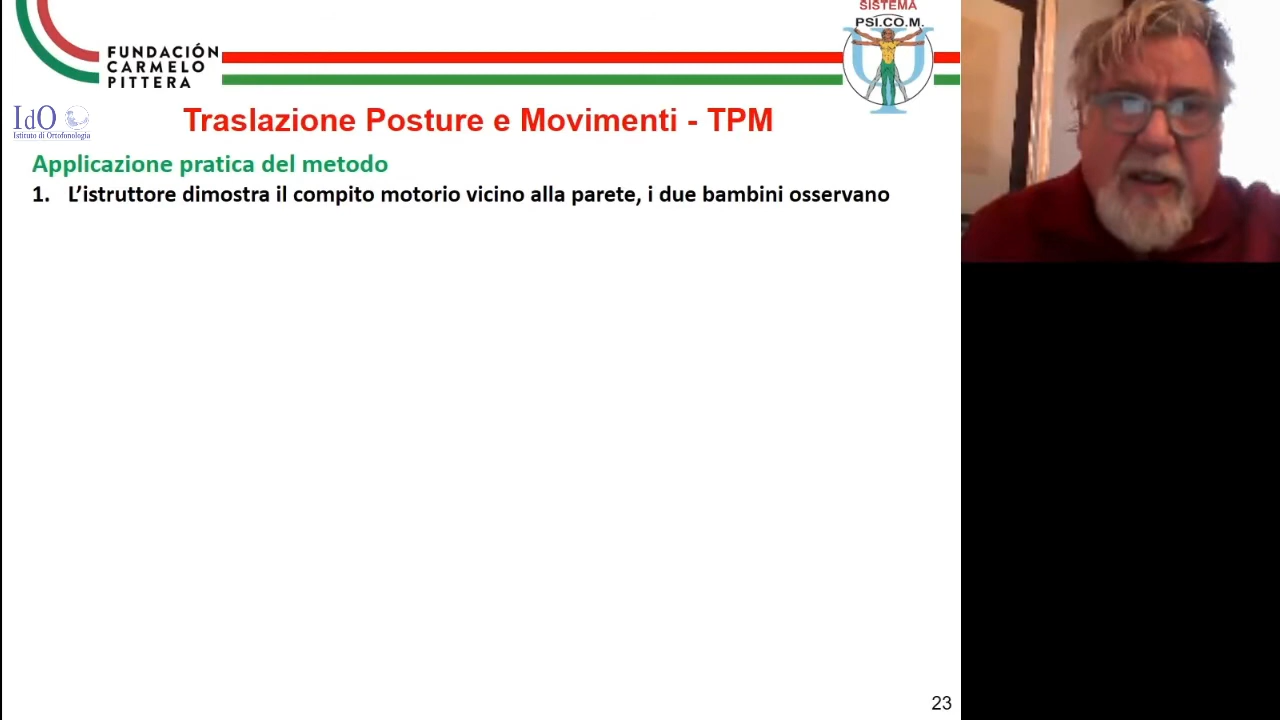 FUNDACIÓN
CARMELO
PITTERA
SISTEMA
PSI.CO.M.
IdO
Istituto di Ortofonologia
Traslazione Posture e Movimenti - TPM
Applicazione pratica del metodo
1. L’istruttore dimostra il compito motorio vicino alla parete, i due bambini osservano
23